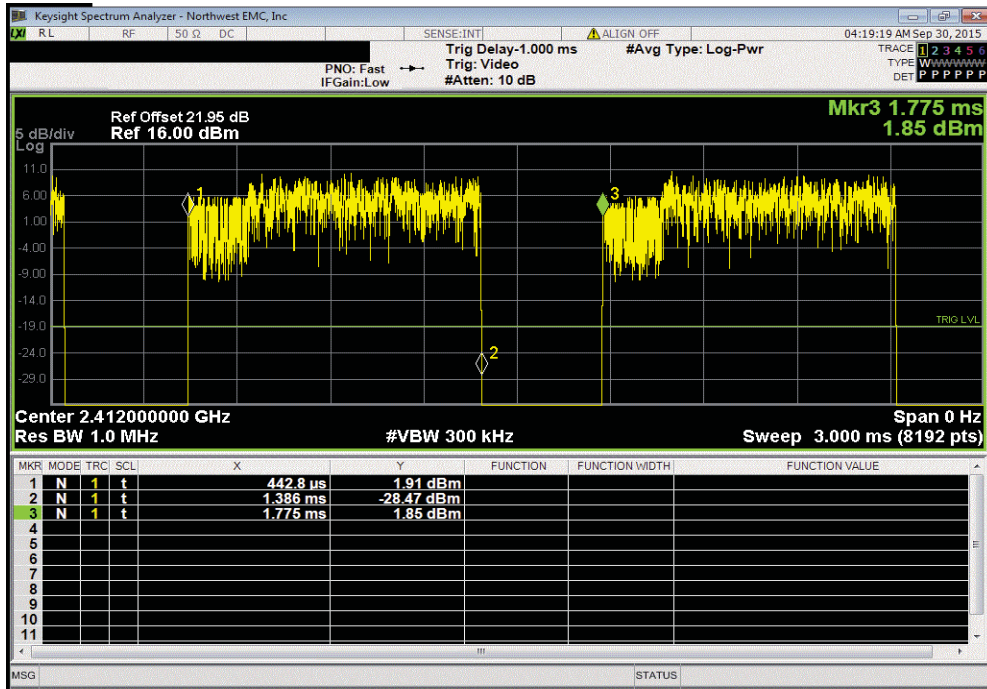 Keysight Spectrum Analyzer - Northwest EMC, Inc
LXI RL RF 50 Ω DC SENSE:INT ALIGN OFF 04:19:19 AM Sep 30, 2015
Trig Delay-1.000 ms #Avg Type: Log-Pwr TRACE 1 2 3 4 5 6
PNO: Fast Trig: Video TYPE WWWWWW
IFGain:Low #Atten: 10 dB DET P P P P P P
Mkr3 1.775 ms
1.85 dBm
Ref Offset 21.95 dB
5 dB/div Ref 16.00 dBm
Log
11.0
6.00
1.00
-4.00
-9.00
-14.0
-19.0
-24.0
-29.0
1
2
3
TRIG LVL
Center 2.412000000 GHz Span 0 Hz
Res BW 1.0 MHz #VBW 300 kHz Sweep 3.000 ms (8192 pts)
MKR MODE TRC SCL X Y FUNCTION FUNCTION WIDTH FUNCTION VALUE
1 N 1 t 442.8 µs 1.91 dBm
2 N 1 t 1.386 ms -28.47 dBm
3 N 1 t 1.775 ms 1.85 dBm
4
5
6
7
8
9
10
11
MSG STATUS